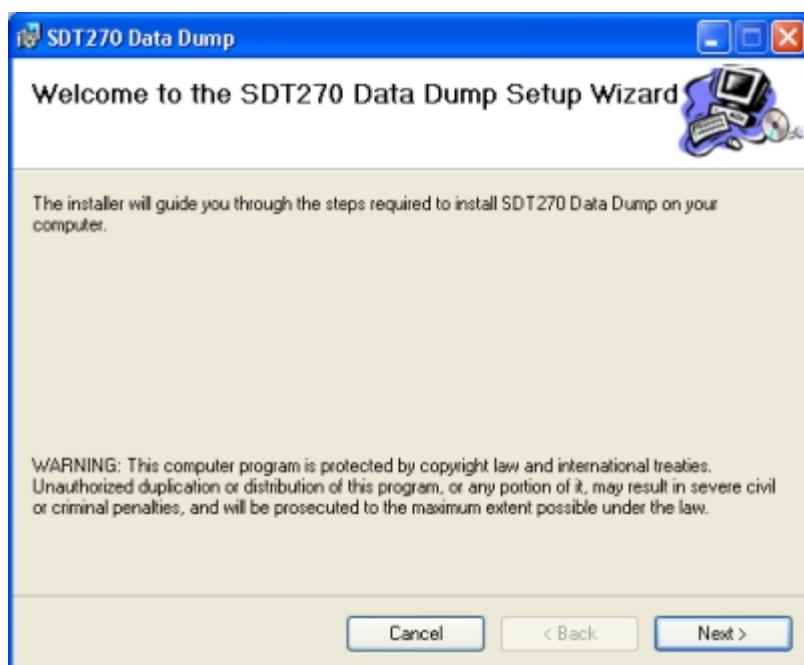 SDT270 Data Dump
Welcome to the SDT270 Data Dump Setup Wizard
The installer will guide you through the steps required to install SDT270 Data Dump on your
computer.
WARNING: This computer program is protected by copyright law and international treaties.
Unauthorized duplication or distribution of this program, or any portion of it, may result in severe civil
or criminal penalties, and will be prosecuted to the maximum extent possible under the law.
Cancel
< Back
Next >